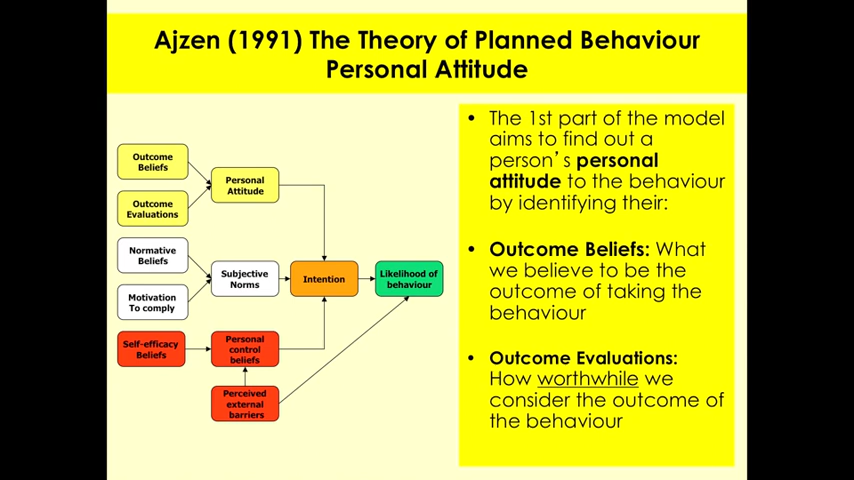 Ajzen (1991) The Theory of Planned Behaviour
Personal Attitude
Outcome
Beliefs
Outcome
Evaluations
Personal
Attitude
Normative
Beliefs
Motivation
To comply
Subjective
Norms
Intention
Likelihood of
behaviour
Self-efficacy
Beliefs
Personal
control
beliefs
Perceived
external
barriers
• The 1st part of the model
aims to find out a
person’s personal
attitude to the behaviour
by identifying their:
• Outcome Beliefs: What
we believe to be the
outcome of taking the
behaviour
• Outcome Evaluations:
How worthwhile we
consider the outcome of
the behaviour